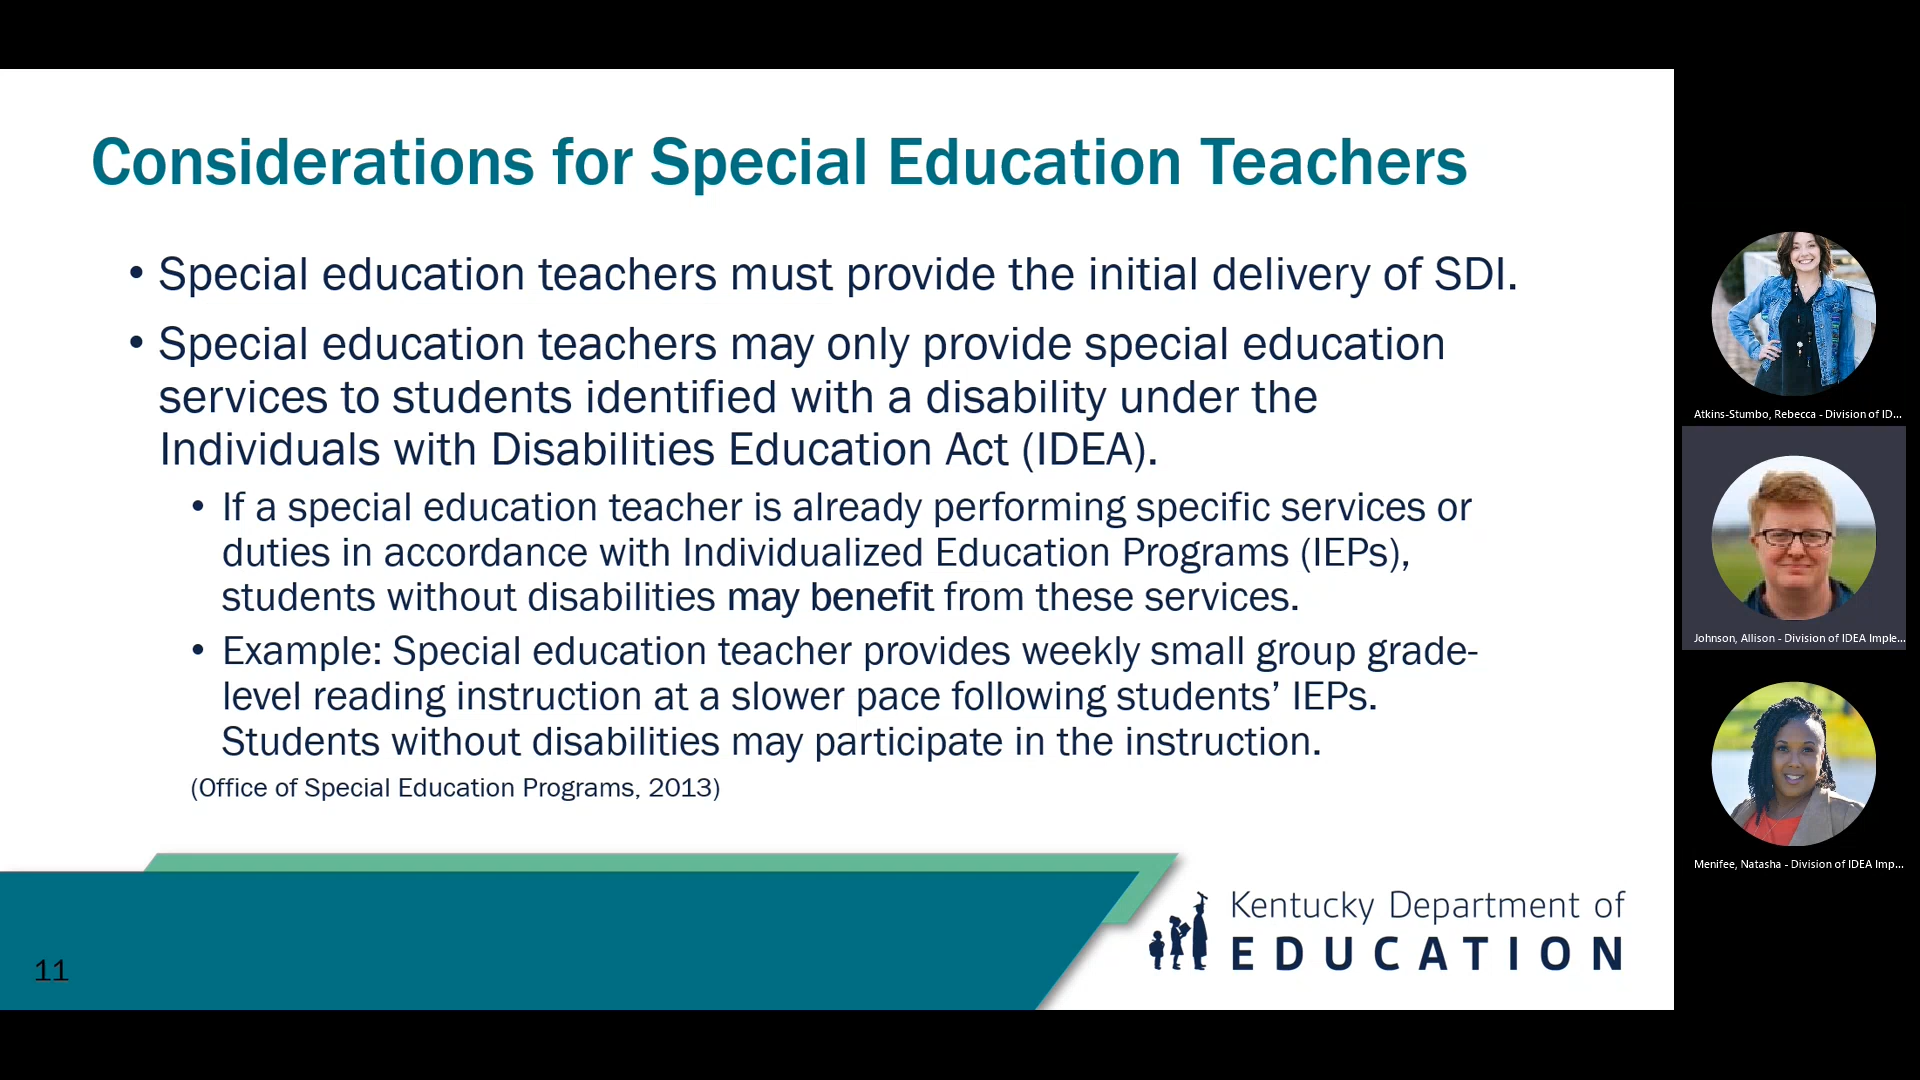 Considerations for Special Education Teachers
• Special education teachers must provide the initial delivery of SDI.
• Special education teachers may only provide special education
services to students identified with a disability under the
Individuals with Disabilities Education Act (IDEA).
• If a special education teacher is already performing specific services or
duties in accordance with Individualized Education Programs (IEPs),
students without disabilities may benefit from these services.
• Example: Special education teacher provides weekly small group grade-
level reading instruction at a slower pace following students’ IEPs.
Students without disabilities may participate in the instruction.
(Office of Special Education Programs, 2013)
11
Kentucky Department of
EDUCATION
Atkins-Stumbo, Rebecca - Division of ID...
Johnson, Allison - Division of IDEA Imple...
Menifee, Natasha - Division of IDEA Imp...